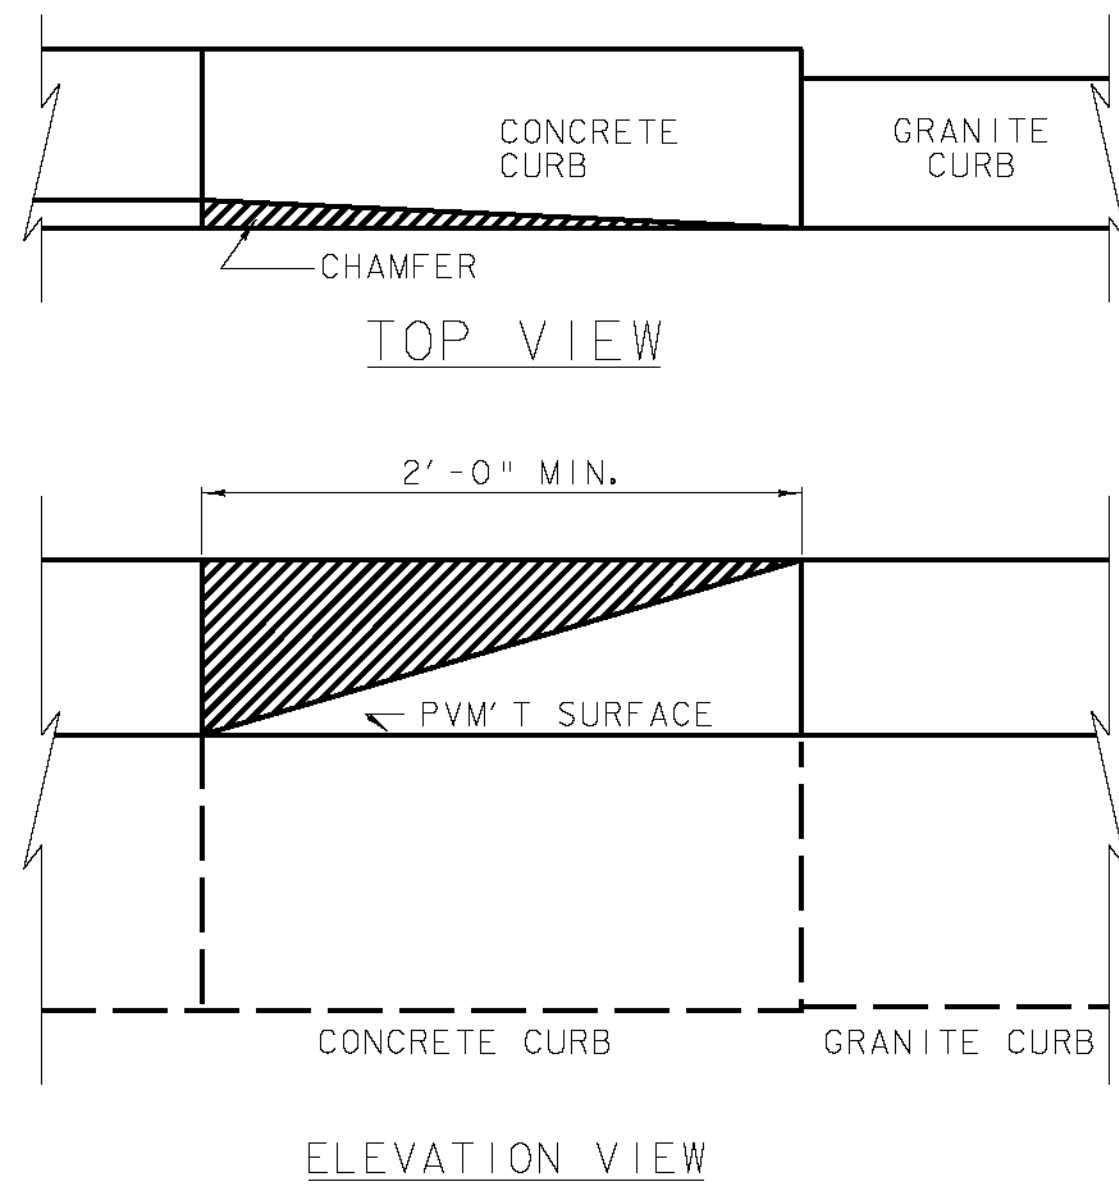 CONCRETE
CURB
GRANITE
CURB
CHAMFER
TOP VIEW
2'-0" MIN.
PVM'T SURFACE
CONCRETE CURB
GRANITE CURB
ELEVATION VIEW